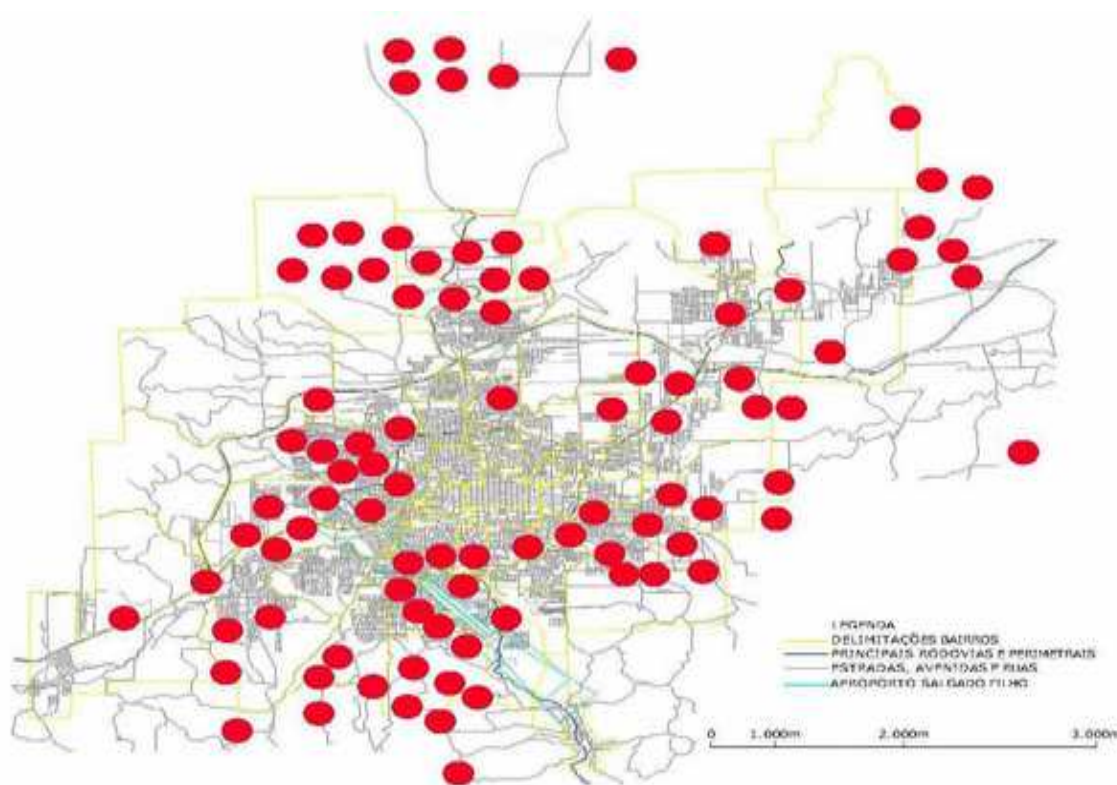 LEGENDA
DELIMITAÇÕES BAIRROS
PRINCIPAIS RODOVIAS E PERIMETRAIS
ESTRADAS, AVENIDAS E RUAS
AEROPORTO SALGADO FILHO
0 1.000m 2.000m 3.000m